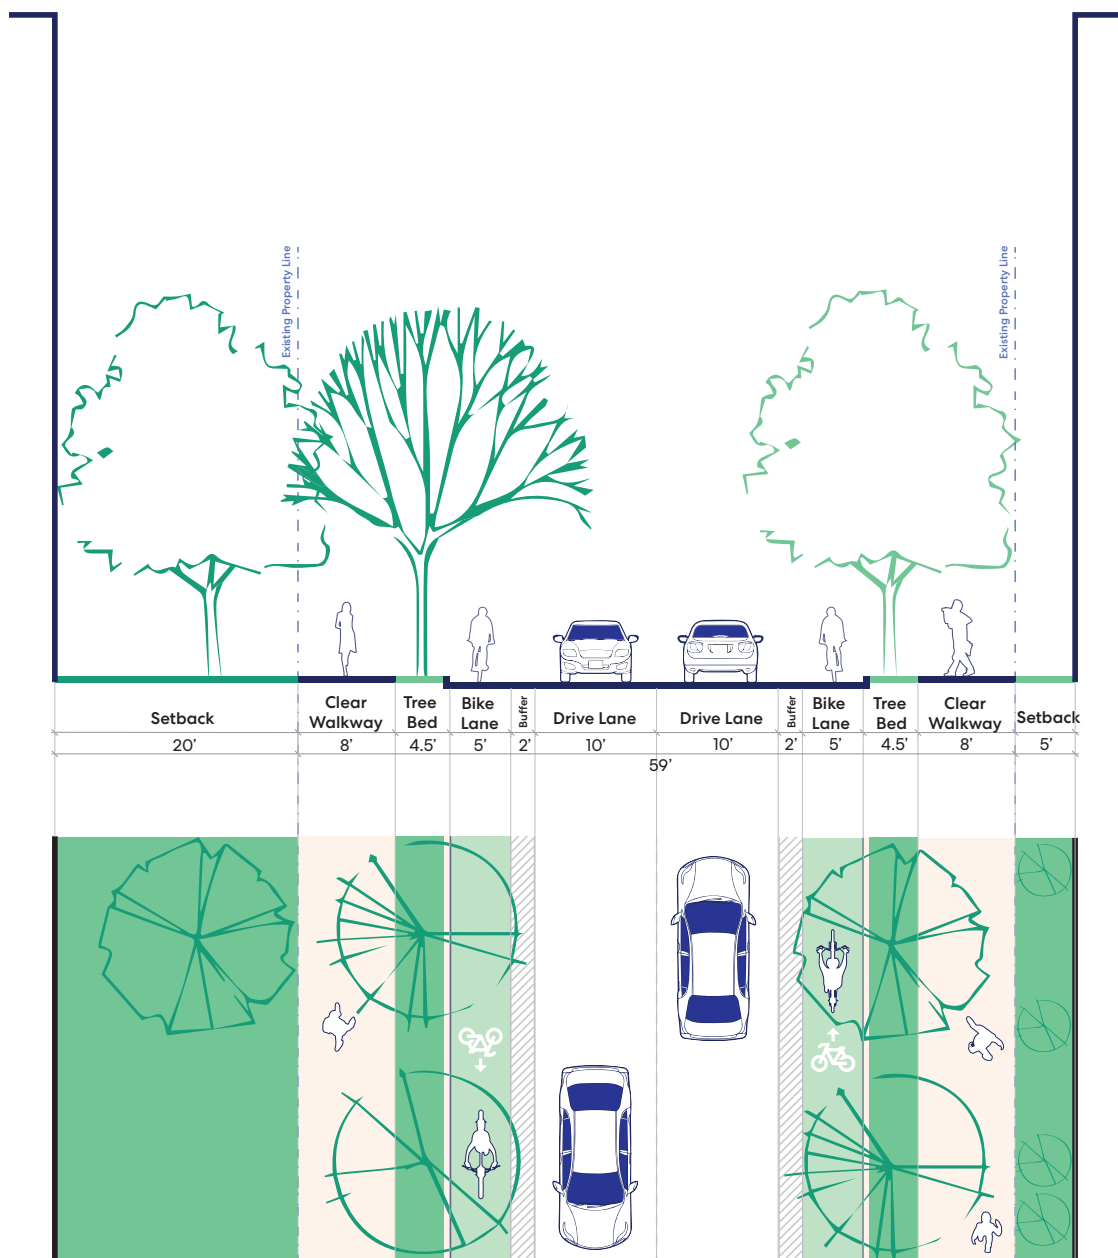 Existing Property Line
Existing Property Line
Setback
Clear
Walkway
Tree
Bed
Bike
Lane
Buffer
Drive Lane
Drive Lane
Buffer
Bike
Lane
Tree
Bed
Clear
Walkway
Setback
20’
8’
4.5’
5’
2’
10’
10’
2’
5’
4.5’
8’
5’
59’